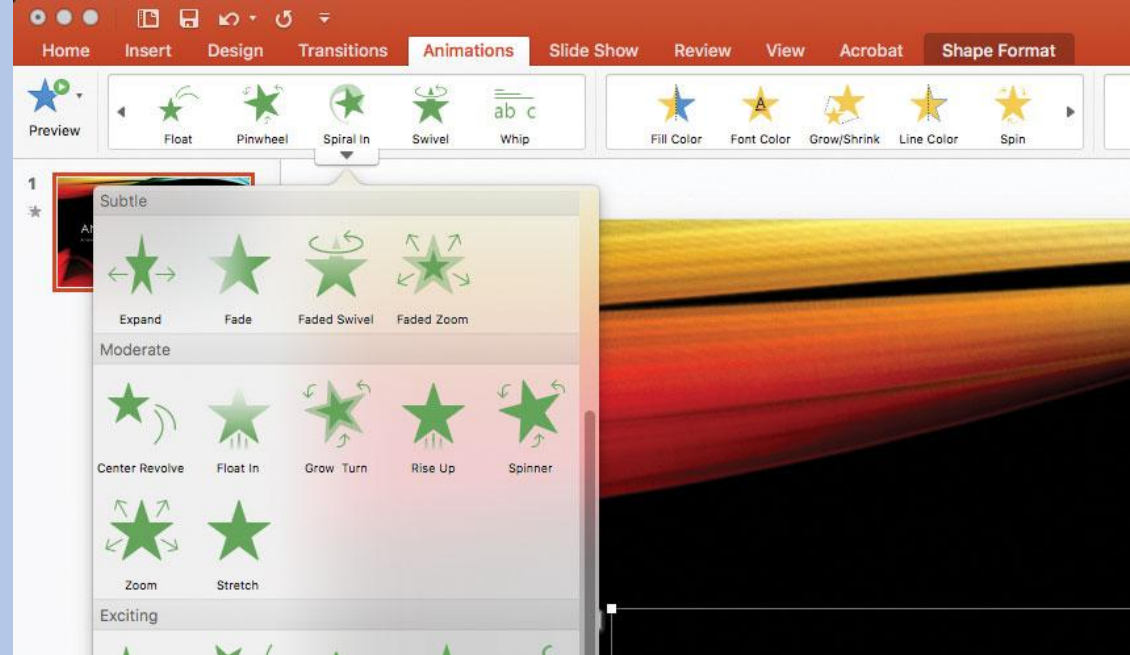 Home Insert Design Transitions Animations Slide Show Review View Acrobat Shape Format
Preview
Float Pinwheel Spiral In Swivel Whip
ab c
A
Fill Color Font Color Grow/Shrink Line Color Spin
1
Subtle
Expand Fade Faded Swivel Faded Zoom
Moderate
Center Revolve Float In Grow Turn Rise Up Spinner
Zoom Stretch
Exciting